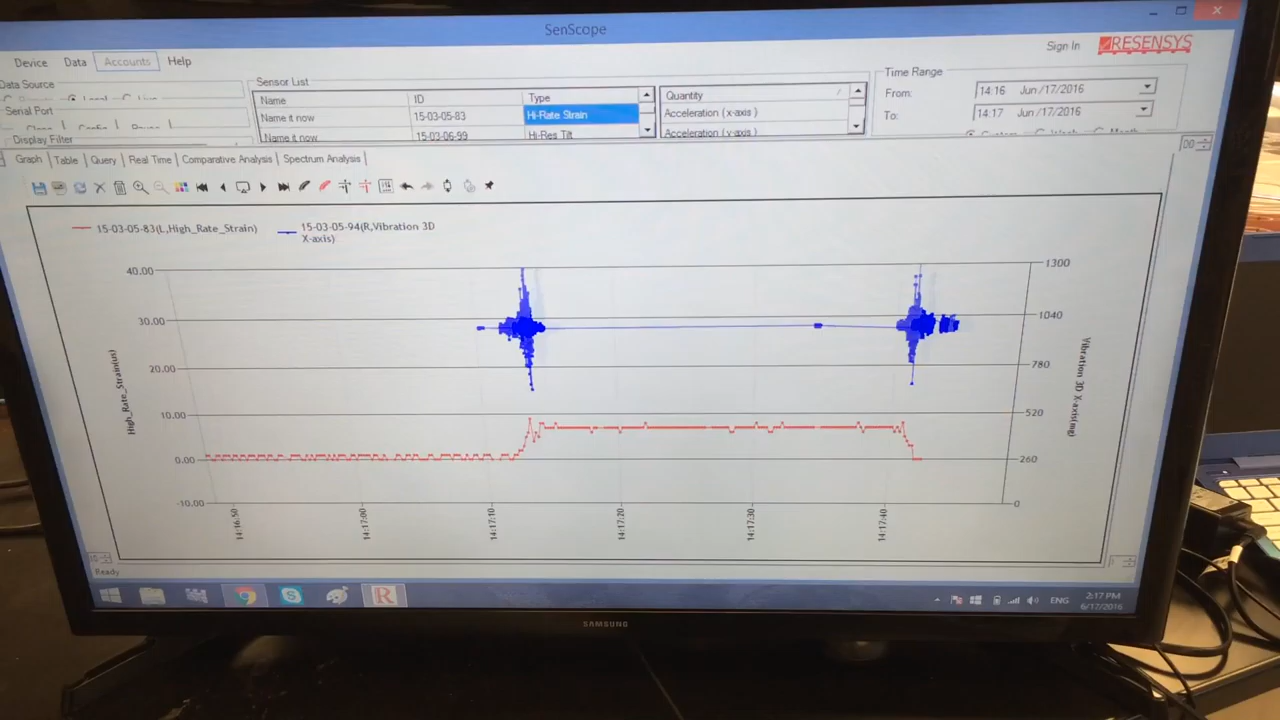 SenScope
Device Data Accounts Help
Sign In RESENSYS
Data Source
Serial Port
Display Filter
Sensor List
Name ID Type
Name it now 15-03-05-83 Hi-Rate Strain
Name it now 15-03-06-99 Hi-Res Tilt
Quantity
Acceleration (x-axis )
Acceleration (x-axis )
Time Range
From: 14:16 Jun /17/2016
To: 14:17 Jun /17/2016
00
Graph Table Query Real Time Comparative Analysis Spectrum Analysis
15-03-05-83(L,High_Rate_Strain)
15-03-05-94(R,Vibration 3D
X-axis)
40.00
30.00
20.00
10.00
0.00
-10.00
High_Rate_Strain(us)
1300
1040
780
520
260
0
Vibration 3D X-axis(mg)
14:16:50
14:17:00
14:17:10
14:17:20
14:17:30
14:17:40
Ready
ENG
2:17 PM
6/17/2016
SAMSUNG